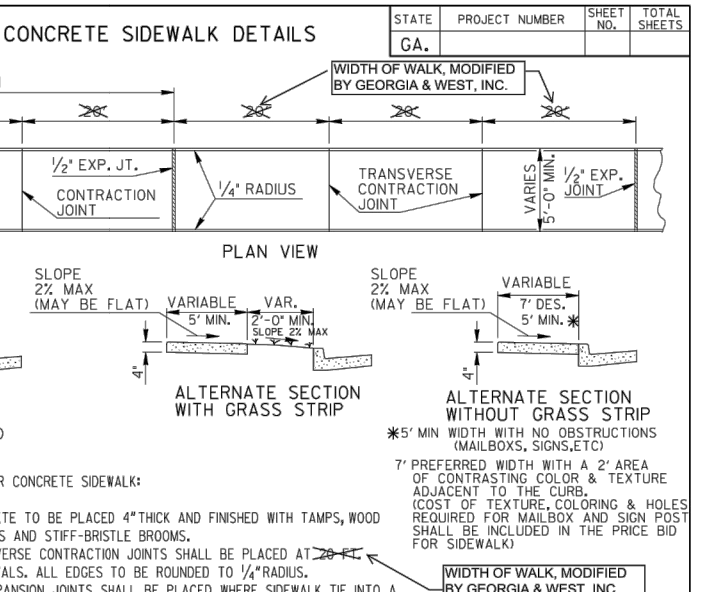 CONCRETE SIDEWALK DETAILS
STATE
PROJECT NUMBER
SHEET NO.
TOTAL SHEETS
GA.
WIDTH OF WALK, MODIFIED
BY GEORGIA & WEST, INC.
20'
20'
20'
1/2" EXP. JT.
CONTRACTION
JOINT
1/4" RADIUS
TRANSVERSE
CONTRACTION
JOINT
VARIES
5'-0" MIN.
1/2" EXP.
JOINT
PLAN VIEW
SLOPE
2% MAX
(MAY BE FLAT)
VARIABLE
5' MIN.
VAR.
2'-0" MIN.
SLOPE 2% MAX
4"
ALTERNATE SECTION
WITH GRASS STRIP
SLOPE
2% MAX
(MAY BE FLAT)
VARIABLE
7' DES.
5' MIN. *
4"
ALTERNATE SECTION
WITHOUT GRASS STRIP
*5' MIN WIDTH WITH NO OBSTRUCTIONS
(MAILBOXS, SIGNS,ETC)
7' PREFERRED WIDTH WITH A 2' AREA
OF CONTRASTING COLOR & TEXTURE
ADJACENT TO THE CURB.
(COST OF TEXTURE, COLORING & HOLES
REQUIRED FOR MAILBOX AND SIGN POST
SHALL BE INCLUDED IN THE PRICE BID
FOR SIDEWALK)
)
R CONCRETE SIDEWALK:
TE TO BE PLACED 4" THICK AND FINISHED WITH TAMPS, WOOD
S AND STIFF-BRISTLE BROOMS.
VERSE CONTRACTION JOINTS SHALL BE PLACED AT 20 FT.
ALS. ALL EDGES TO BE ROUNDED TO 1/4" RADIUS.
PANSION JOINTS SHALL BE PLACED WHERE SIDEWALK TIE INTO A
WIDTH OF WALK, MODIFIED
BY GEORGIA & WEST, INC.